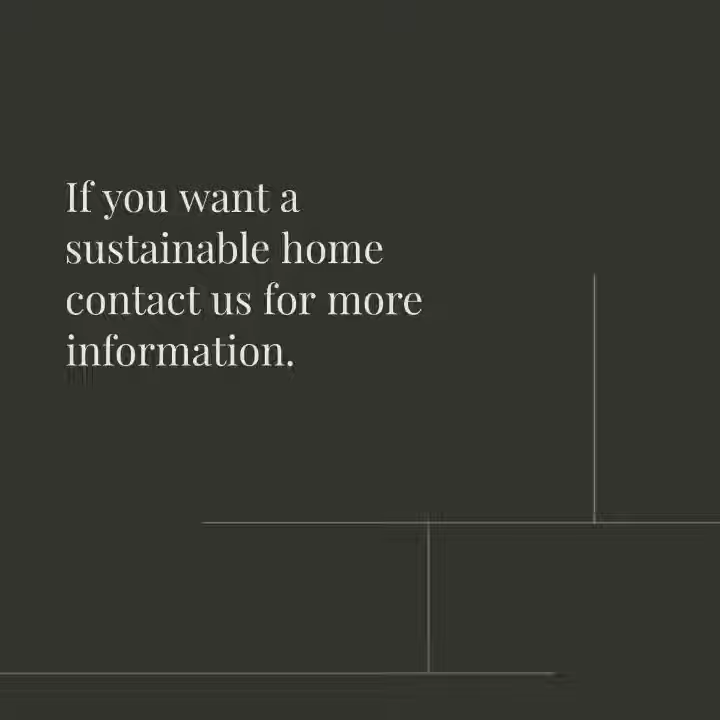 If you want a
sustainable home
contact us for more
information.